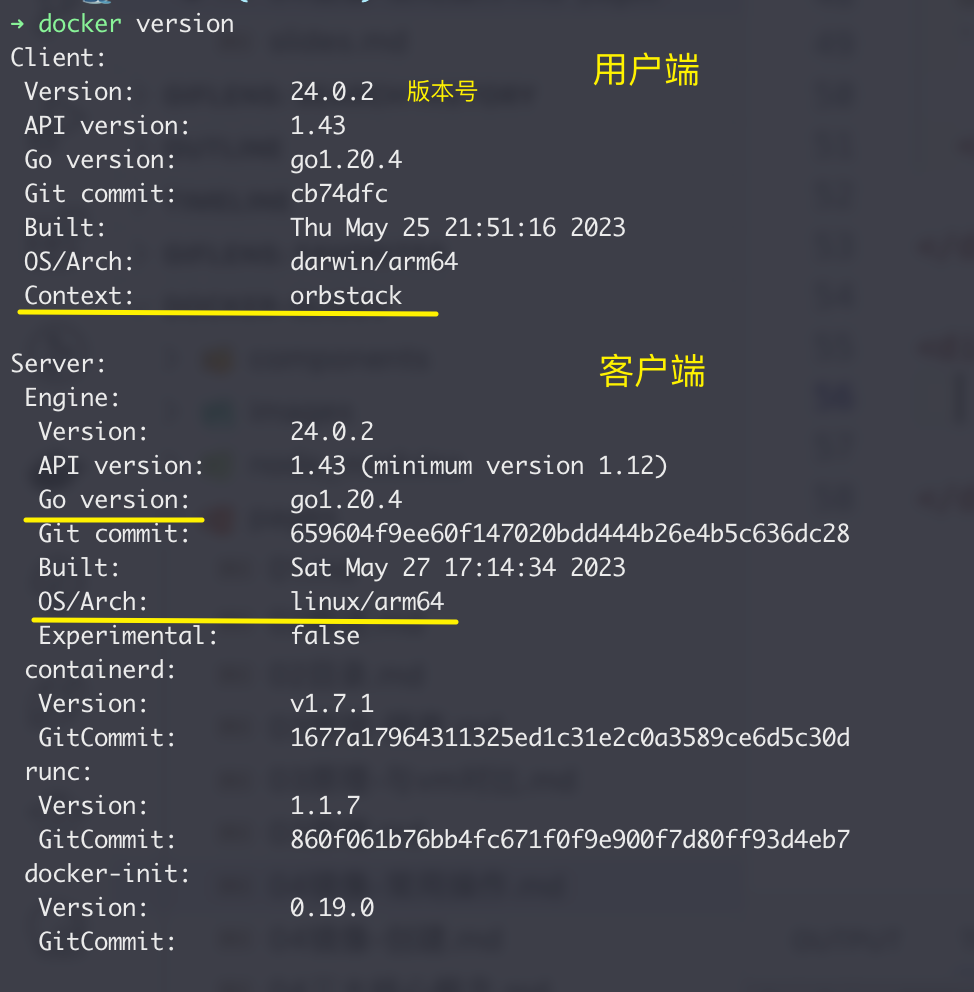 ➜ docker version
Client: 用户端
Version: 24.0.2 版本号
API version: 1.43
Go version: go1.20.4
Git commit: cb74dfc
Built: Thu May 25 21:51:16 2023
OS/Arch: darwin/arm64
Context: orbstack
Server: 客户端
Engine:
Version: 24.0.2
API version: 1.43 (minimum version 1.12)
Go version: go1.20.4
Git commit: 659604f9ee60f147020bdd444b26e4b5c636dc28
Built: Sat May 27 17:14:34 2023
OS/Arch: linux/arm64
Experimental: false
containerd:
Version: v1.7.1
GitCommit: 1677a17964311325ed1c31e2c0a3589ce6d5c30d
runc:
Version: 1.1.7
GitCommit: 860f061b76bb4fc671f0f9e900f7d80ff93d4eb7
docker-init:
Version: 0.19.0
GitCommit: